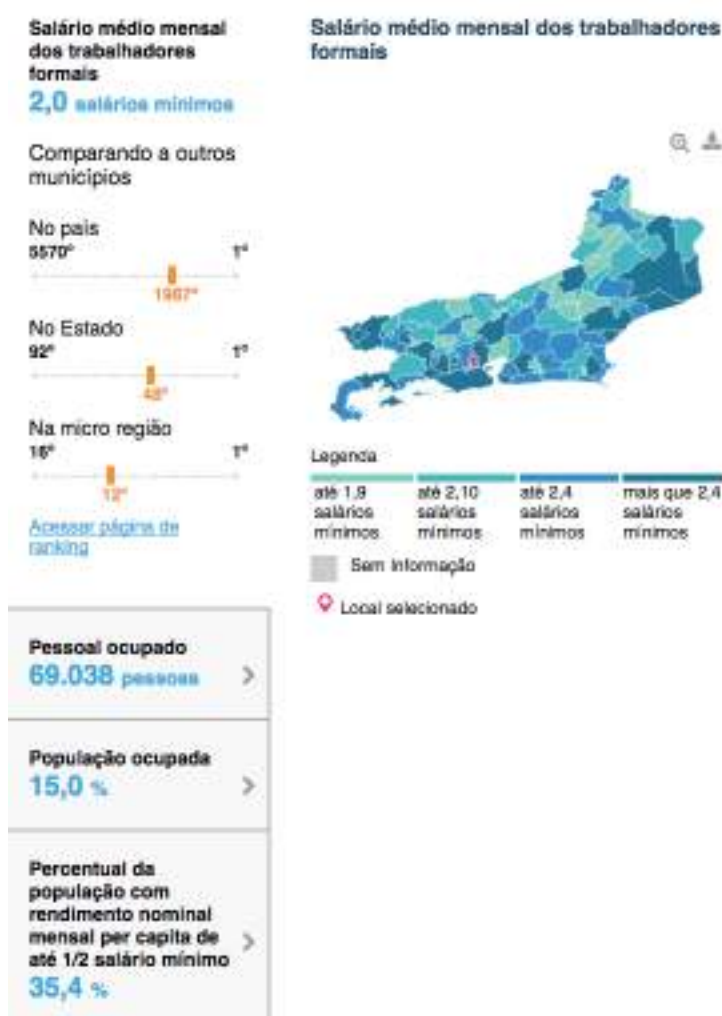 Salário médio mensal
dos trabalhadores
formais
2,0 salários mínimos
Comparando a outros
municípios
No país
5570º
1º
1967º
No Estado
92º
1º
48º
Na micro região
16º
1º
12º
Acessar página de
ranking
Pessoal ocupado
69.038 pessoas
População ocupada
15,0 %
Percentual da
população com
rendimento nominal
mensal per capita de
até 1/2 salário mínimo
35,4 %
Salário médio mensal dos trabalhadores
formais
Legenda
até 1,9
salários
mínimos
até 2,10
salários
mínimos
até 2,4
salários
mínimos
mais que 2,4
salários
mínimos
Sem Informação
Local selecionado